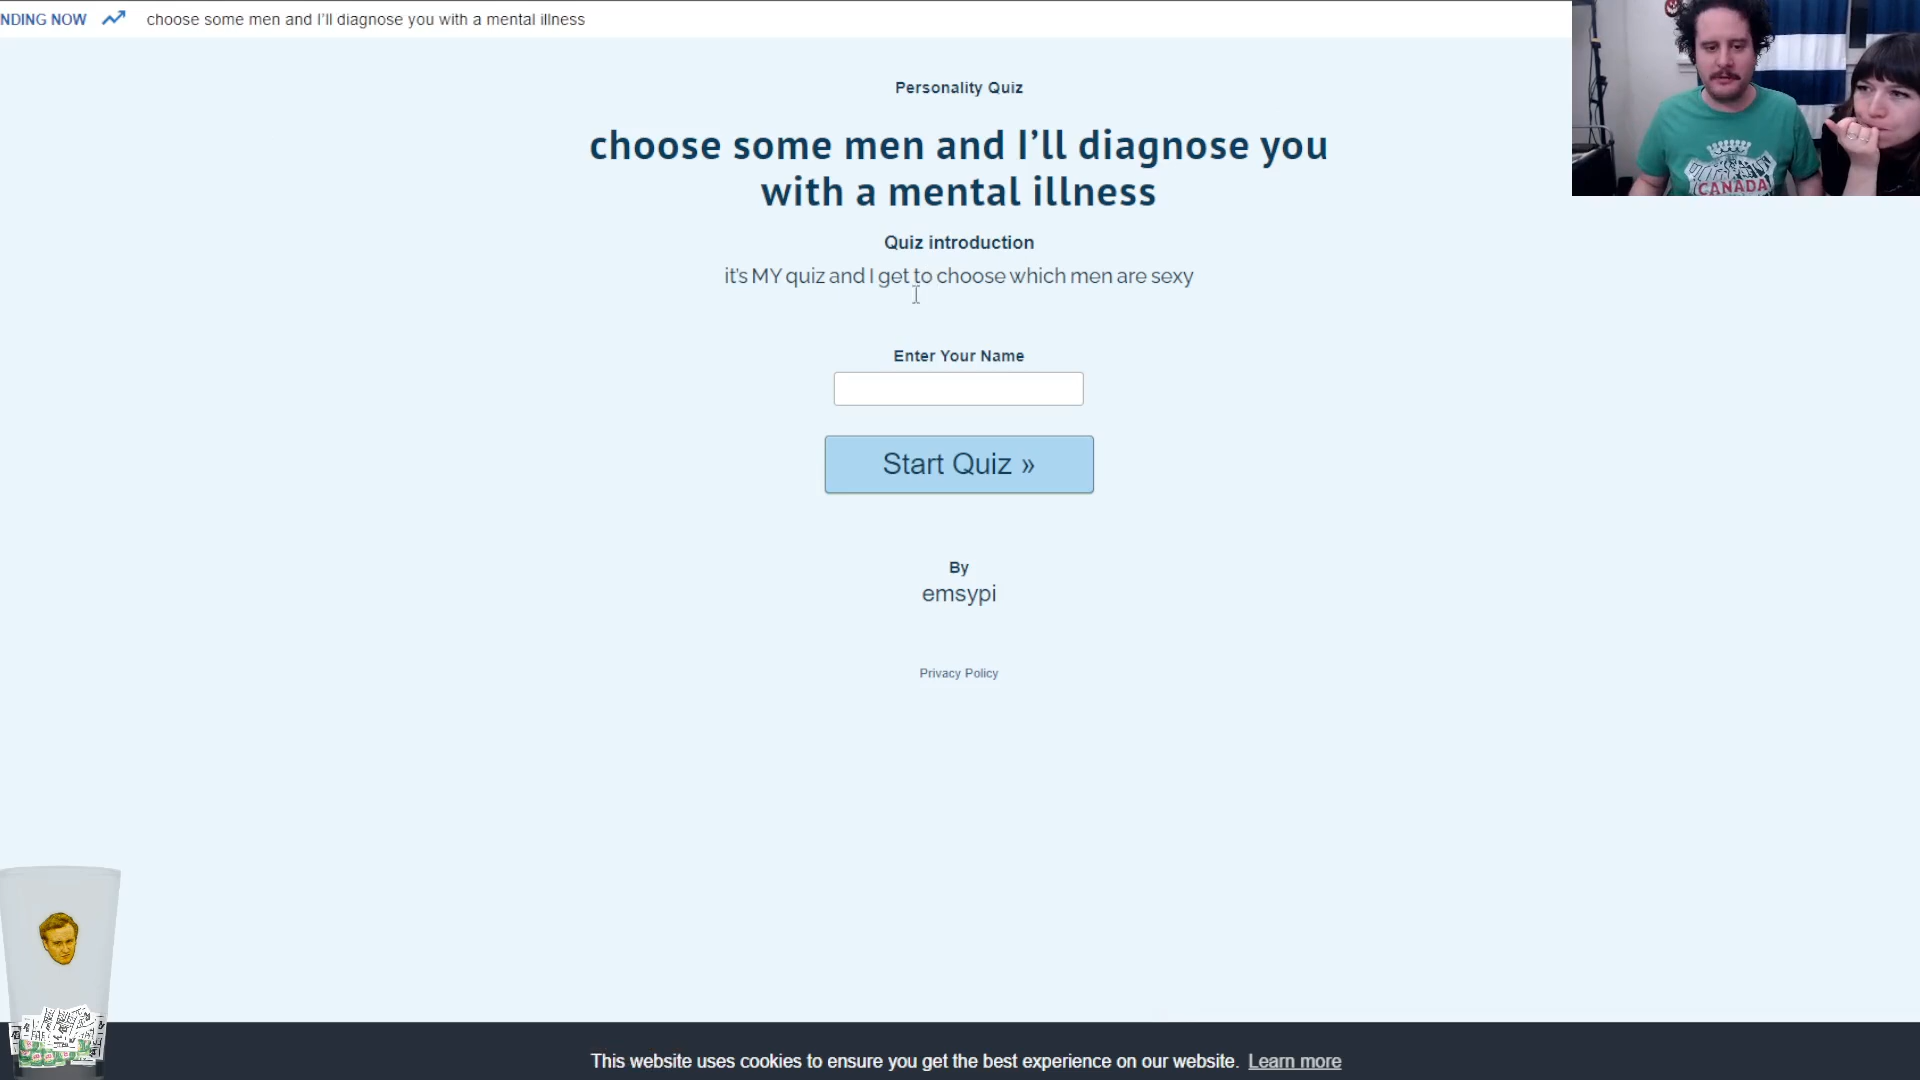 NDING NOW choose some men and I'll diagnose you with a mental illness
Personality Quiz
choose some men and I’ll diagnose you
with a mental illness
Quiz introduction
it's MY quiz and I get to choose which men are sexy
Enter Your Name
Start Quiz »
By
emsypi
Privacy Policy
This website uses cookies to ensure you get the best experience on our website. Learn more
CANADA